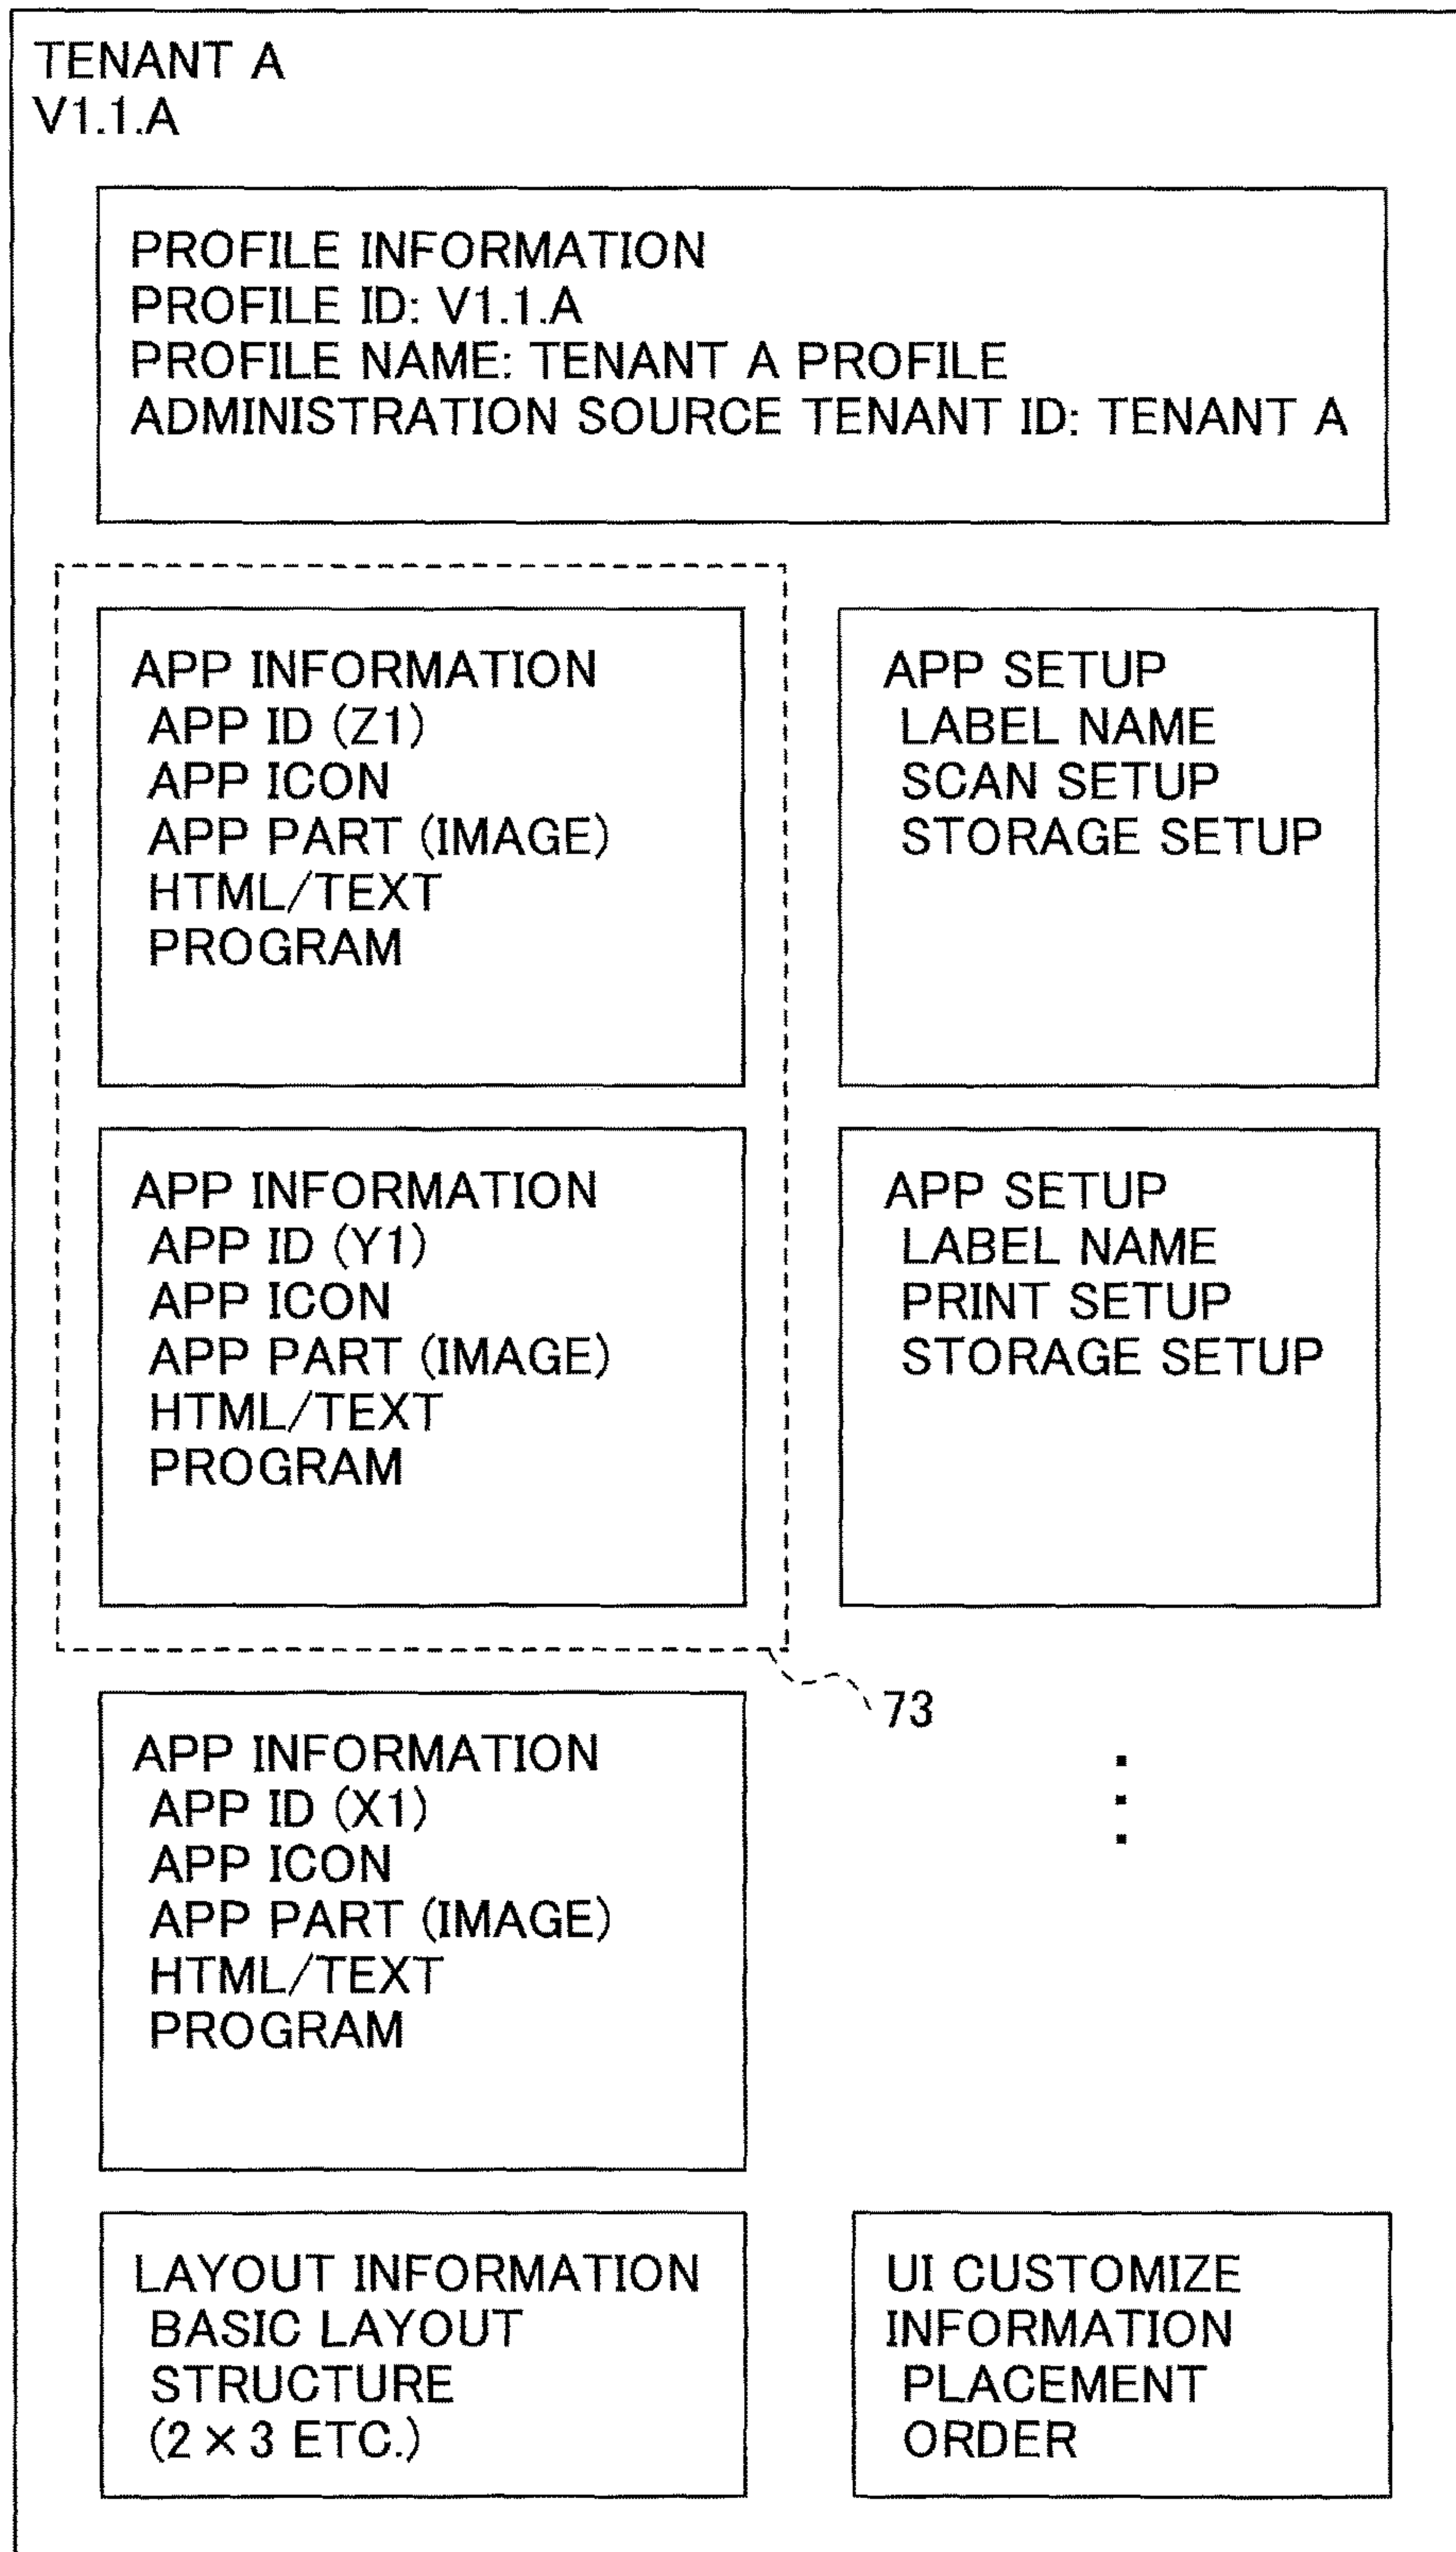 TENANT A
V1.1.A
PROFILE INFORMATION
PROFILE ID: V1.1.A
PROFILE NAME: TENANT A PROFILE
ADMINISTRATION SOURCE TENANT ID: TENANT A
APP INFORMATION
APP ID (Z1)
APP ICON
APP PART (IMAGE)
HTML/TEXT
PROGRAM
APP SETUP
LABEL NAME
SCAN SETUP
STORAGE SETUP
APP INFORMATION
APP ID (Y1)
APP ICON
APP PART (IMAGE)
HTML/TEXT
PROGRAM
APP SETUP
LABEL NAME
PRINT SETUP
STORAGE SETUP
73
APP INFORMATION
APP ID (X1)
APP ICON
APP PART (IMAGE)
HTML/TEXT
PROGRAM
LAYOUT INFORMATION
BASIC LAYOUT
STRUCTURE
(2 × 3 ETC.)
UI CUSTOMIZE
INFORMATION
PLACEMENT
ORDER